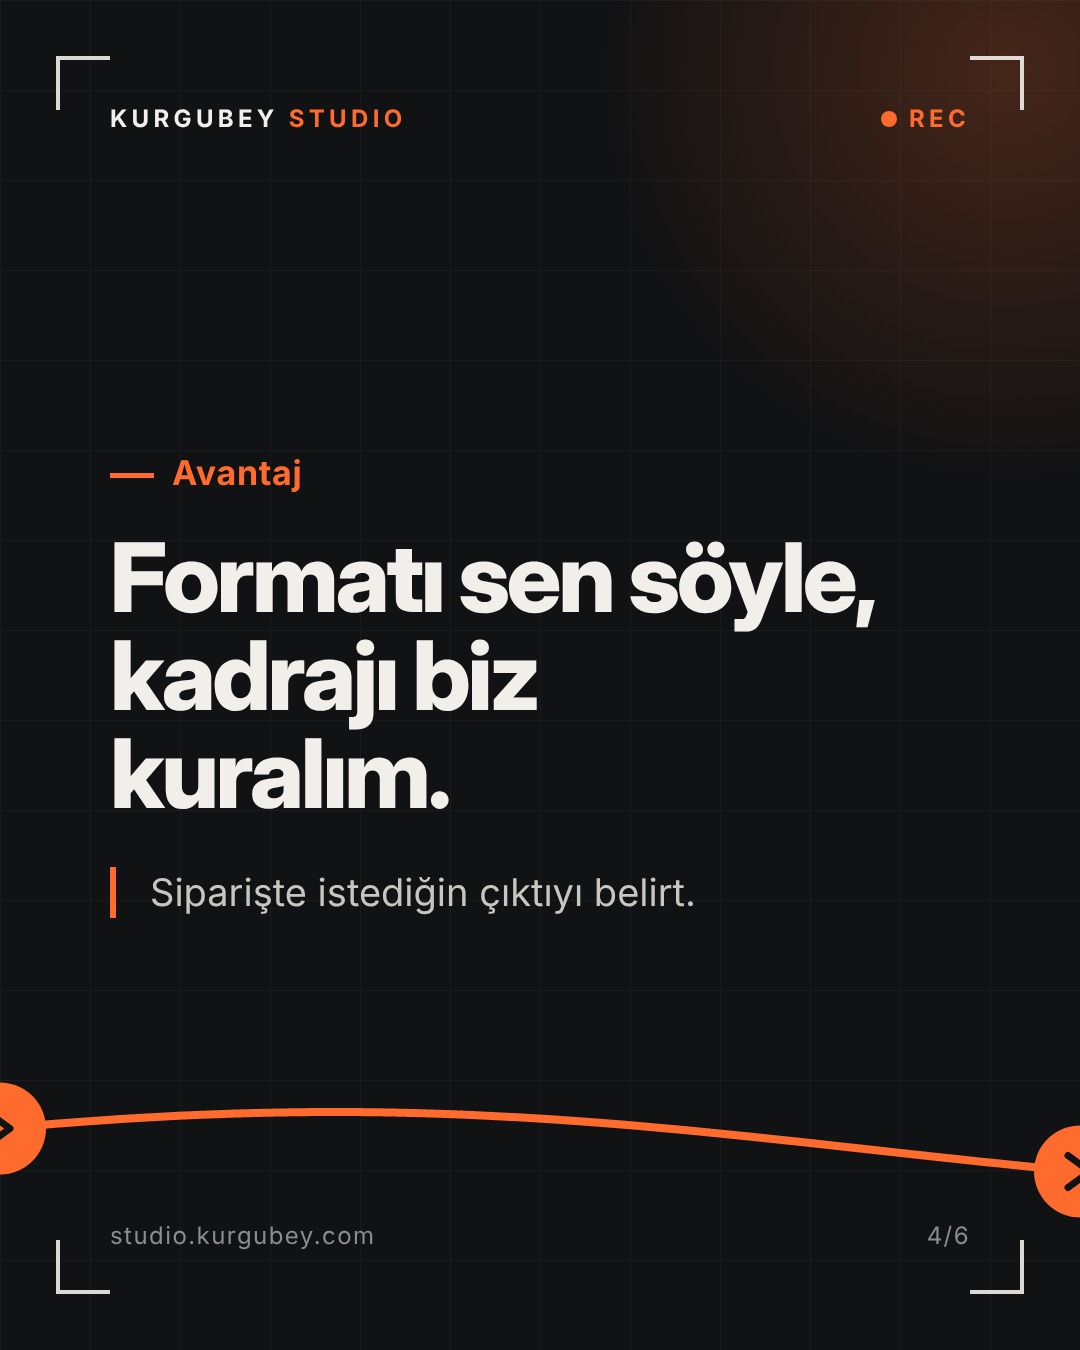 KURGUBEY STUDIO
REC
Avantaj
Formatı sen söyle,
kadrajı biz
kuralım.
Siparişte istediğin çıktıyı belirt.
studio.kurgubey.com
4/6